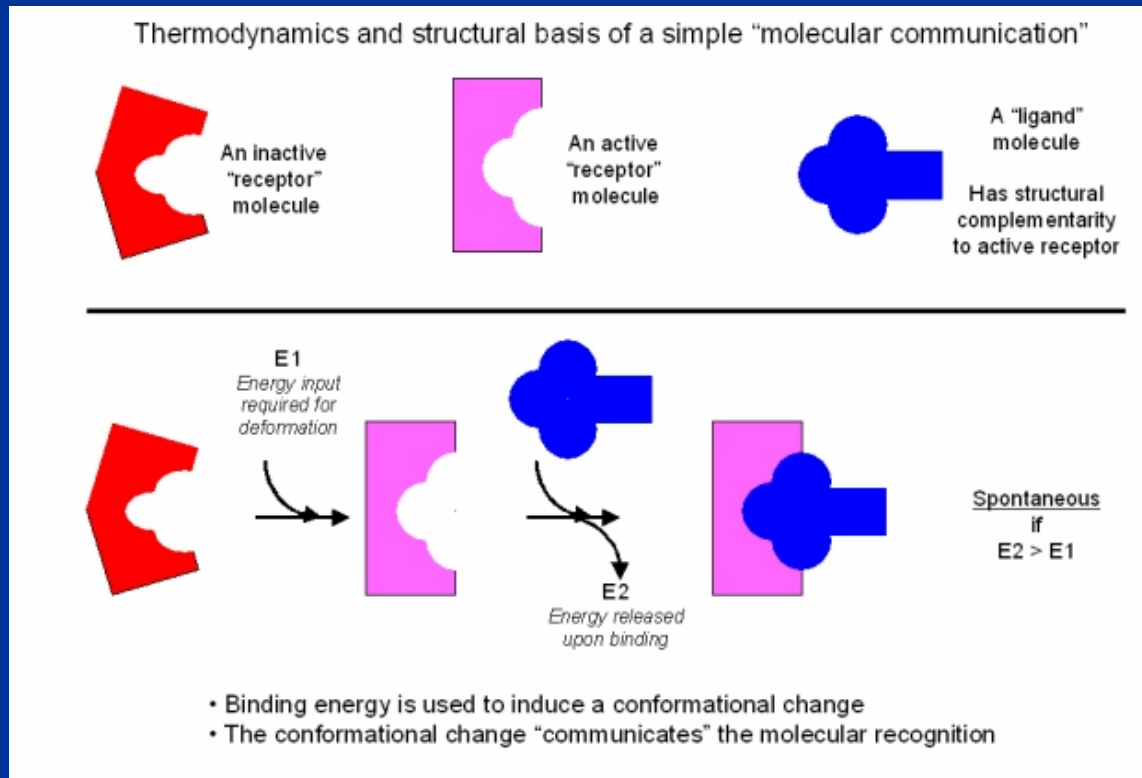 Thermodynamics and structural basis of a simple “molecular communication”
An inactive
“receptor”
molecule
An active
“receptor”
molecule
A “ligand”
molecule
Has structural
complementarity
to active receptor
E1
Energy input
required for
deformation
E2
Energy released
upon binding
Spontaneous
if
E2 > E1
• Binding energy is used to induce a conformational change
• The conformational change “communicates” the molecular recognition